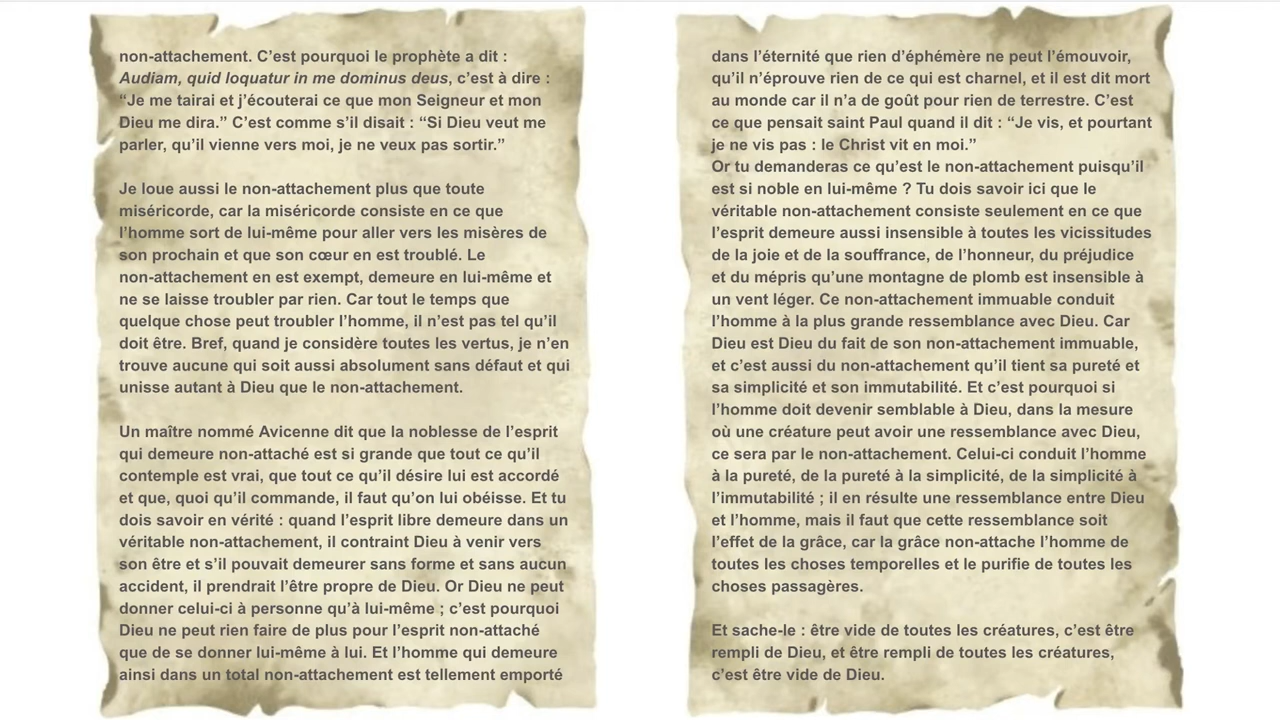 non-attachement. C’est pourquoi le prophète a dit :
Audiam, quid loquatur in me dominus deus, c’est à dire :
“Je me tairai et j’écouterai ce que mon Seigneur et mon
Dieu me dira.” C’est comme s’il disait : “Si Dieu veut me
parler, qu’il vienne vers moi, je ne veux pas sortir.”
Je loue aussi le non-attachement plus que toute
miséricorde, car la miséricorde consiste en ce que
l’homme sort de lui-même pour aller vers les misères de
son prochain et que son cœur en est troublé. Le
non-attachement en est exempt, demeure en lui-même et
ne se laisse troubler par rien. Car tout le temps que
quelque chose peut troubler l’homme, il n’est pas tel qu’il
doit être. Bref, quand je considère toutes les vertus, je n’en
trouve aucune qui soit aussi absolument sans défaut et qui
unisse autant à Dieu que le non-attachement.
Un maître nommé Avicenne dit que la noblesse de l’esprit
qui demeure non-attaché est si grande que tout ce qu’il
contemple est vrai, que tout ce qu’il désire lui est accordé
et que, quoi qu’il commande, il faut qu’on lui obéisse. Et tu
dois savoir en vérité : quand l’esprit libre demeure dans un
véritable non-attachement, il contraint Dieu à venir vers
son être et s’il pouvait demeurer sans forme et sans aucun
accident, il prendrait l’être propre de Dieu. Or Dieu ne peut
donner celui-ci à personne qu’à lui-même ; c’est pourquoi
Dieu ne peut rien faire de plus pour l’esprit non-attaché
que de se donner lui-même à lui. Et l’homme qui demeure
ainsi dans un total non-attachement est tellement emporté
dans l’éternité que rien d’éphémère ne peut l’émouvoir,
qu’il n’éprouve rien de ce qui est charnel, et il est dit mort
au monde car il n’a de goût pour rien de terrestre. C’est
ce que pensait saint Paul quand il dit : “Je vis, et pourtant
je ne vis pas : le Christ vit en moi.”
Or tu demanderas ce qu’est le non-attachement puisqu’il
est si noble en lui-même ? Tu dois savoir ici que le
véritable non-attachement consiste seulement en ce que
l’esprit demeure aussi insensible à toutes les vicissitudes
de la joie et de la souffrance, de l’honneur, du préjudice
et du mépris qu’une montagne de plomb est insensible à
un vent léger. Ce non-attachement immuable conduit
l’homme à la plus grande ressemblance avec Dieu. Car
Dieu est Dieu du fait de son non-attachement immuable,
et c’est aussi du non-attachement qu’il tient sa pureté et
sa simplicité et son immutabilité. Et c’est pourquoi si
l’homme doit devenir semblable à Dieu, dans la mesure
où une créature peut avoir une ressemblance avec Dieu,
ce sera par le non-attachement. Celui-ci conduit l’homme
à la pureté, de la pureté à la simplicité, de la simplicité à
l’immutabilité ; il en résulte une ressemblance entre Dieu
et l’homme, mais il faut que cette ressemblance soit
l’effet de la grâce, car la grâce non-attache l’homme de
toutes les choses temporelles et le purifie de toutes les
choses passagères.
Et sache-le : être vide de toutes les créatures, c’est être
rempli de Dieu, et être rempli de toutes les créatures,
c’est être vide de Dieu.